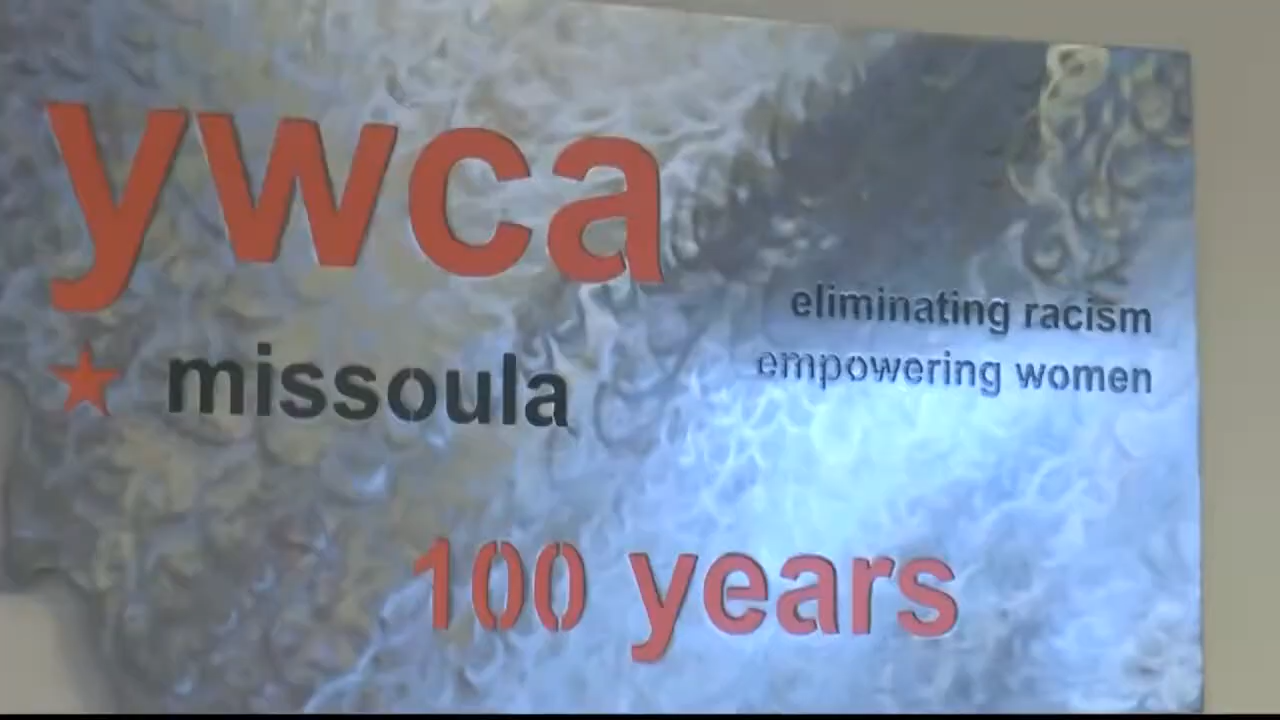 ywca
eliminating racism
empowering women
★ missoula
100 years